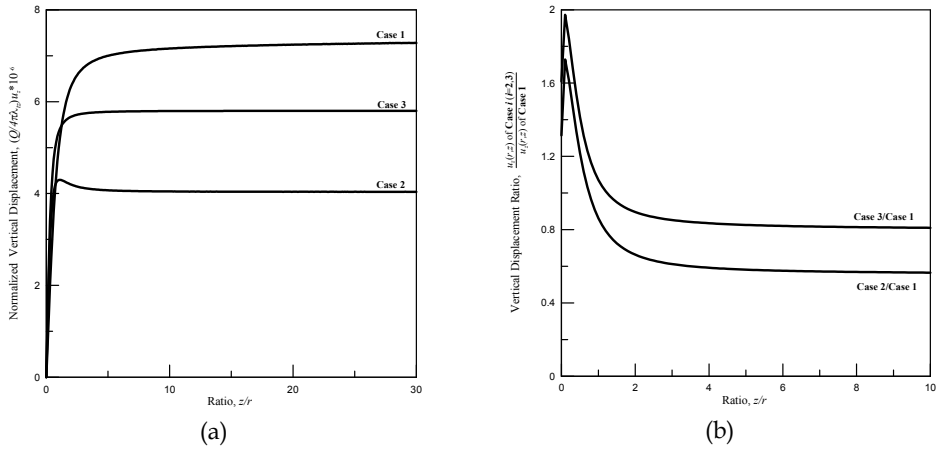 8
6
4
2
0
Normalized Vertical Displacement, (Q/4πλtz)uz*10⁻⁶
Case 1
Case 3
Case 2
0 10 20 30
Ratio, z/r
(a)
2
1.6
1.2
0.8
0.4
0
Vertical Displacement Ratio, uz(r,z) of Case i (i=2,3)
uz(r,z) of Case 1
Case 3/Case 1
Case 2/Case 1
0 2 4 6 8 10
Ratio, z/r
(b)